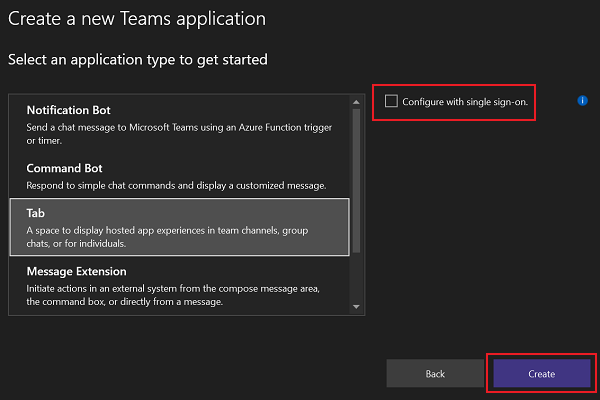 Create a new Teams application
Select an application type to get started
Notification Bot
Send a chat message to Microsoft Teams using an Azure Function trigger
or timer.
Command Bot
Respond to simple chat commands and display a customized message.
Tab
A space to display hosted app experiences in team channels, group
chats, or for individuals.
Message Extension
Initiate actions in an external system from the compose message area,
the command box, or directly from a message.
Configure with single sign-on.
i
Back
Create